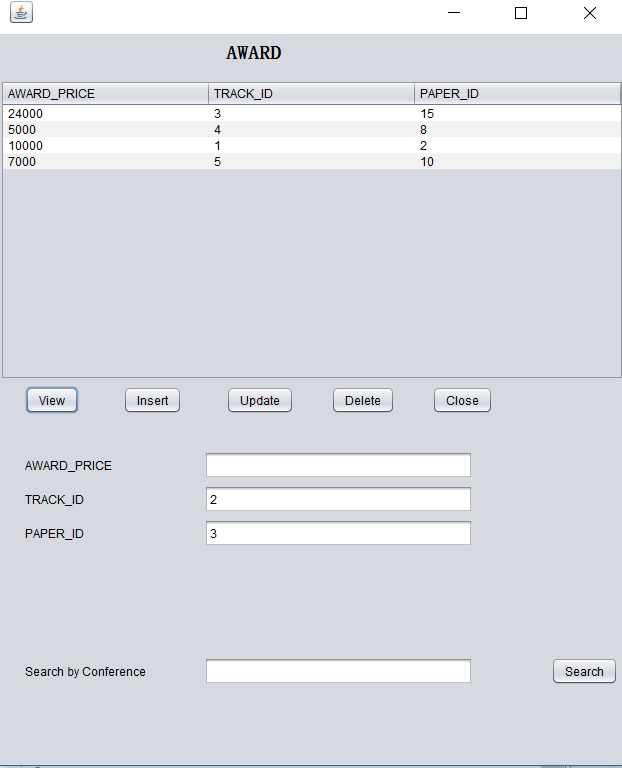 AWARD
AWARD_PRICE TRACK_ID PAPER_ID
24000 3 15
5000 4 8
10000 1 2
7000 5 10
View Insert Update Delete Close
AWARD_PRICE
TRACK_ID 2
PAPER_ID 3
Search by Conference Search